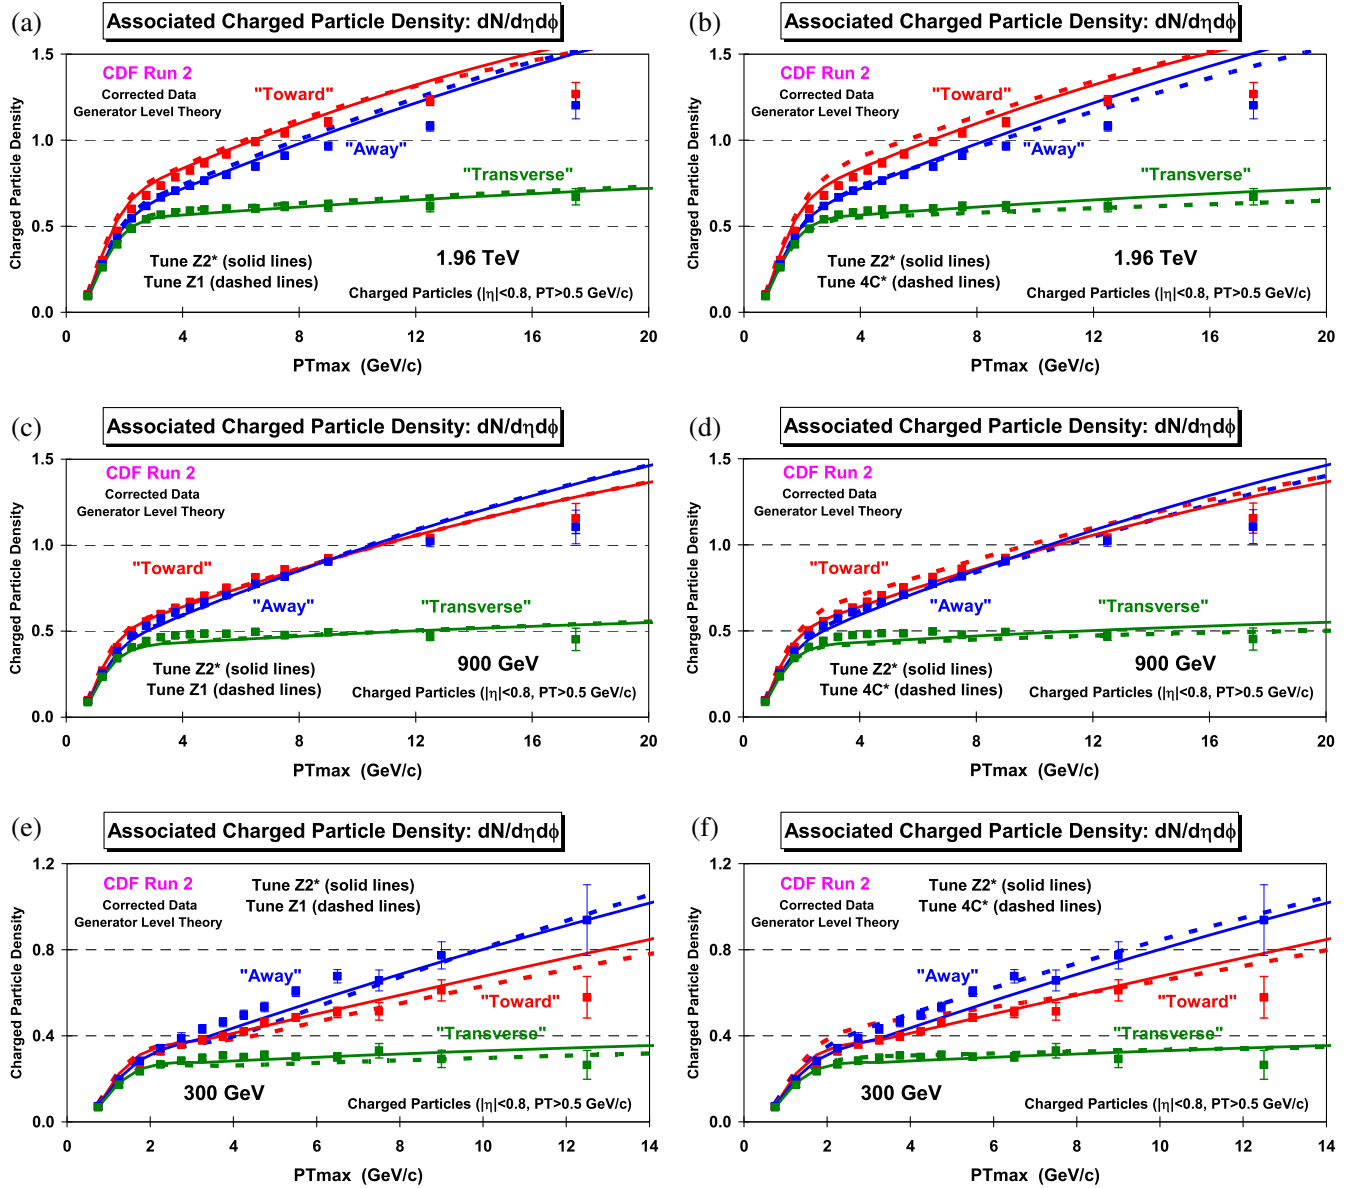 (a)
Associated Charged Particle Density: dN/dηdϕ
1.5
1.0
0.5
0.0
Charged Particle Density
CDF Run 2
Corrected Data
Generator Level Theory
"Toward"
"Away"
"Transverse"
Tune Z2* (solid lines)
Tune Z1 (dashed lines)
1.96 TeV
Charged Particles (|η|<0.8, PT>0.5 GeV/c)
0 4 8 12 16 20
PTmax (GeV/c)
(b)
Associated Charged Particle Density: dN/dηdϕ
1.5
1.0
0.5
0.0
Charged Particle Density
CDF Run 2
Corrected Data
Generator Level Theory
"Toward"
"Away"
"Transverse"
Tune Z2* (solid lines)
Tune 4C* (dashed lines)
1.96 TeV
Charged Particles (|η|<0.8, PT>0.5 GeV/c)
0 4 8 12 16 20
PTmax (GeV/c)
(c)
Associated Charged Particle Density: dN/dηdϕ
1.5
1.0
0.5
0.0
Charged Particle Density
CDF Run 2
Corrected Data
Generator Level Theory
"Toward"
"Away"
"Transverse"
Tune Z2* (solid lines)
Tune Z1 (dashed lines)
900 GeV
Charged Particles (|η|<0.8, PT>0.5 GeV/c)
0 4 8 12 16 20
PTmax (GeV/c)
(d)
Associated Charged Particle Density: dN/dηdϕ
1.5
1.0
0.5
0.0
Charged Particle Density
CDF Run 2
Corrected Data
Generator Level Theory
"Toward"
"Away"
"Transverse"
Tune Z2* (solid lines)
Tune 4C* (dashed lines)
900 GeV
Charged Particles (|η|<0.8, PT>0.5 GeV/c)
0 4 8 12 16 20
PTmax (GeV/c)
(e)
Associated Charged Particle Density: dN/dηdϕ
1.2
0.8
0.4
0.0
Charged Particle Density
CDF Run 2
Corrected Data
Generator Level Theory
Tune Z2* (solid lines)
Tune Z1 (dashed lines)
"Away"
"Toward"
"Transverse"
300 GeV
Charged Particles (|η|<0.8, PT>0.5 GeV/c)
0 2 4 6 8 10 12 14
PTmax (GeV/c)
(f)
Associated Charged Particle Density: dN/dηdϕ
1.2
0.8
0.4
0.0
Charged Particle Density
CDF Run 2
Corrected Data
Generator Level Theory
Tune Z2* (solid lines)
Tune 4C* (dashed lines)
"Away"
"Toward"
"Transverse"
300 GeV
Charged Particles (|η|<0.8, PT>0.5 GeV/c)
0 2 4 6 8 10 12 14
PTmax (GeV/c)